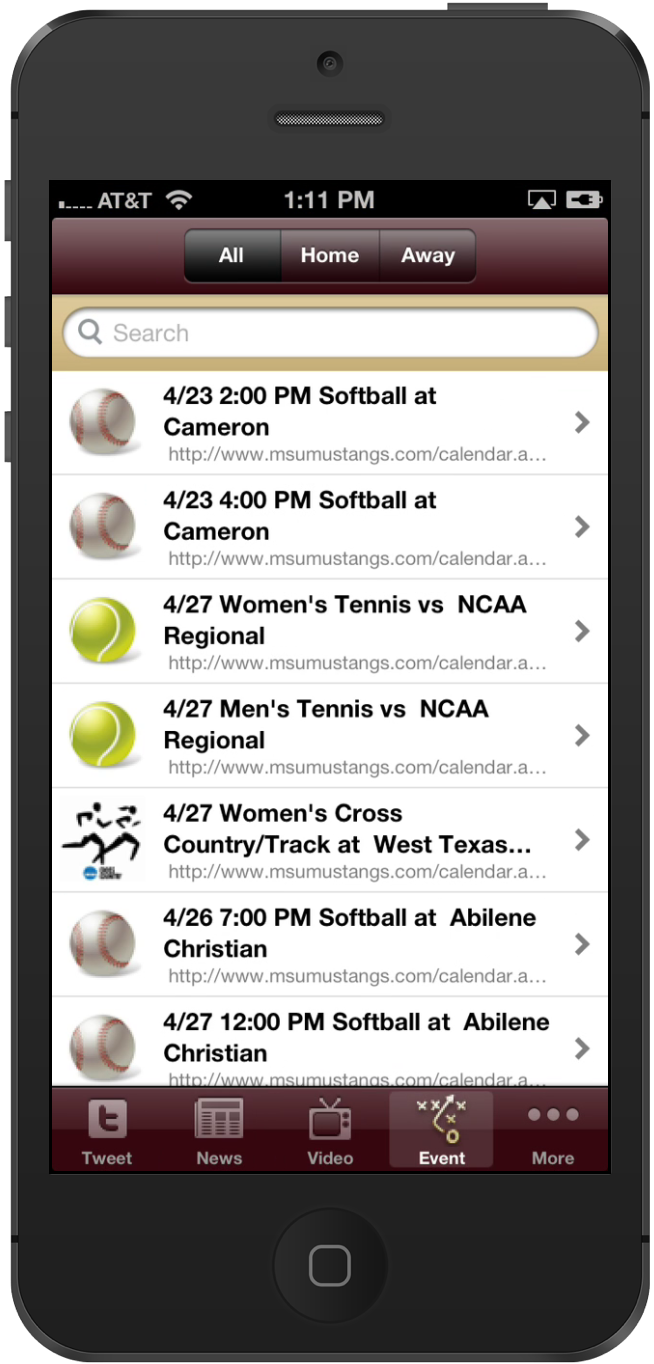 AT&T 1:11 PM
All Home Away
Search
4/23 2:00 PM Softball at
Cameron
http://www.msumustangs.com/calendar.a...
4/23 4:00 PM Softball at
Cameron
http://www.msumustangs.com/calendar.a...
4/27 Women's Tennis vs  NCAA
Regional
http://www.msumustangs.com/calendar.a...
4/27 Men's Tennis vs  NCAA
Regional
http://www.msumustangs.com/calendar.a...
4/27 Women's Cross
Country/Track at  West Texas...
http://www.msumustangs.com/calendar.a...
4/26 7:00 PM Softball at  Abilene
Christian
http://www.msumustangs.com/calendar.a...
4/27 12:00 PM Softball at  Abilene
Christian
http://www.msumustangs.com/calendar.a...
Tweet News Video Event More